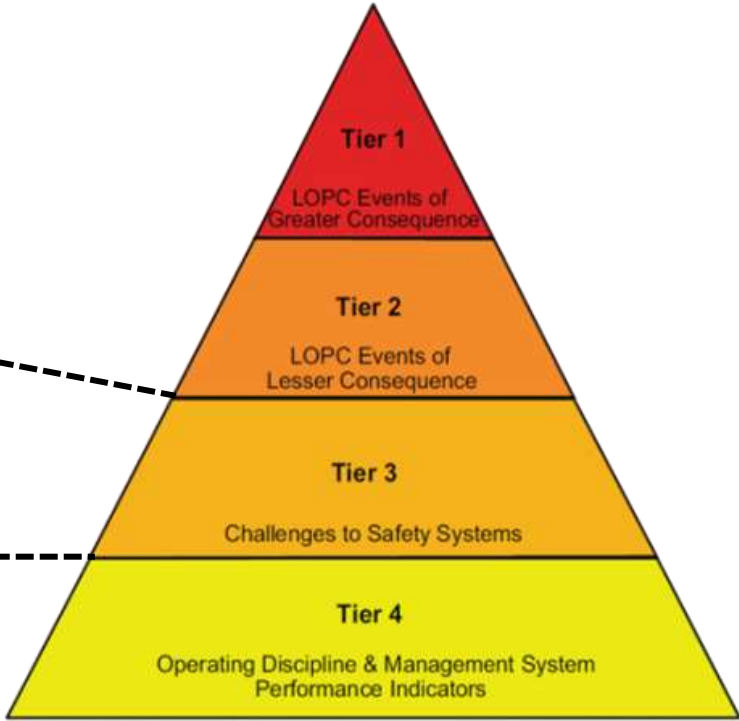 Tier 1
LOPC Events of
Greater Consequence
Tier 2
LOPC Events of
Lesser Consequence
Tier 3
Challenges to Safety Systems
Tier 4
Operating Discipline & Management System
Performance Indicators